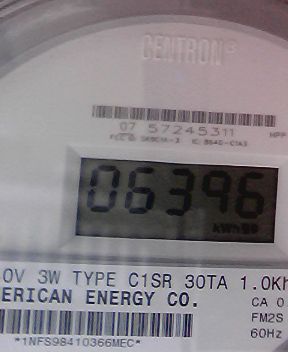 CENTRON
07 57245311
06396
kWh
0V 3W TYPE C1SR 30TA 1.0Kh
ERICAN ENERGY CO.
CA 0
FM2S
60Hz
*1NFS98410366MEC*